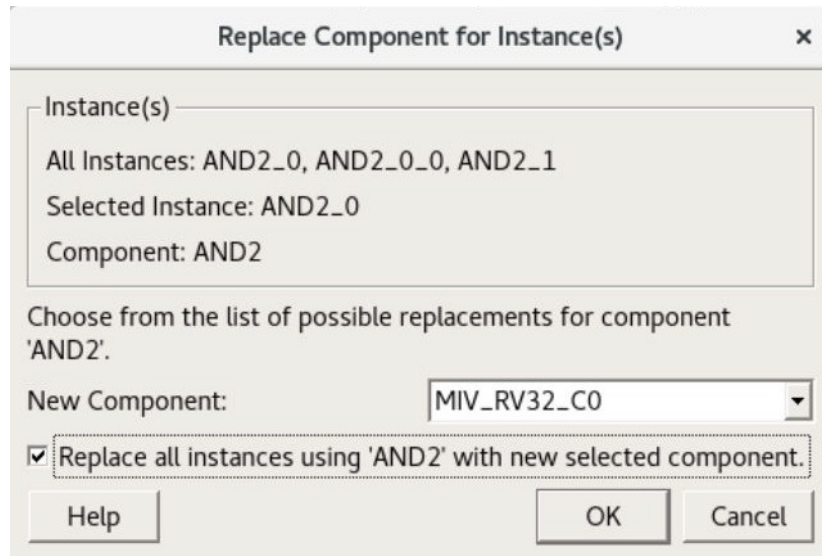 Replace Component for Instance(s)
Instance(s)
All Instances: AND2_0, AND2_0_0, AND2_1
Selected Instance: AND2_0
Component: AND2
Choose from the list of possible replacements for component
'AND2'.
New Component:
MIV_RV32_C0
Replace all instances using 'AND2' with new selected component.
Help
OK
Cancel